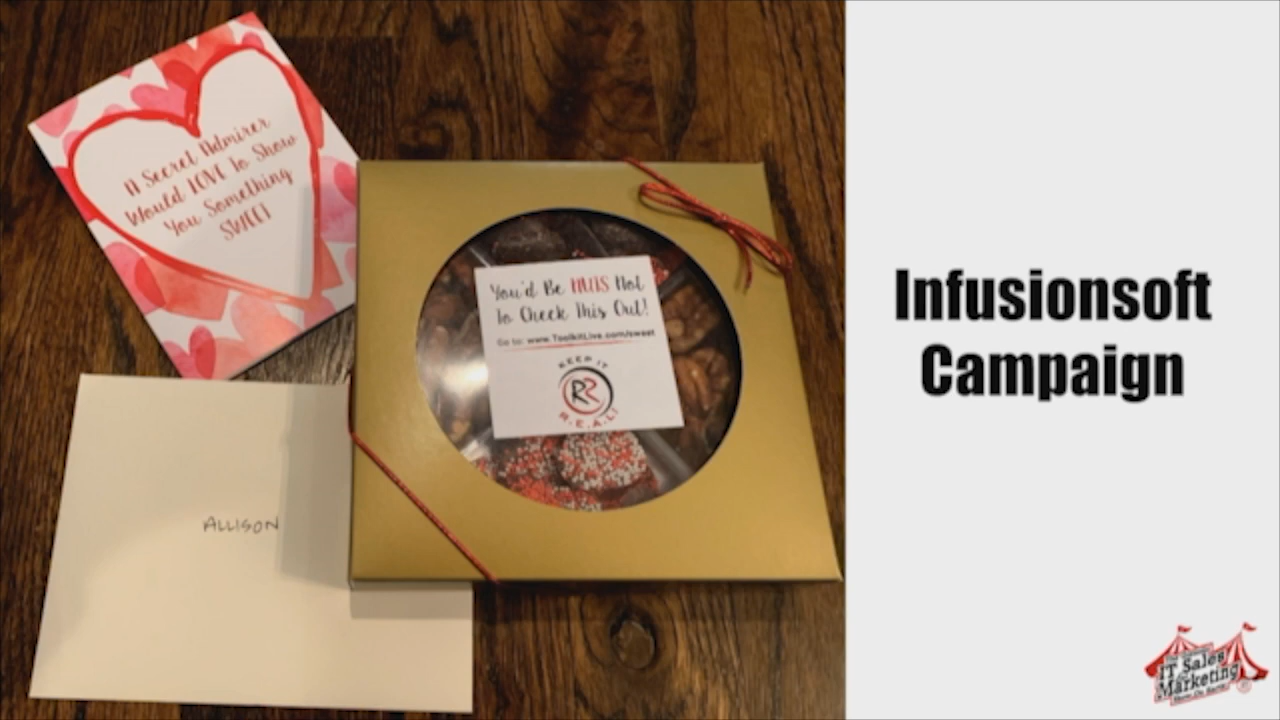 A Secret Admirer
Would LOVE To Show
You Something
SWEET
You'd Be NUTS Not
To Check This Out!
Go to: www.ToolkitLive.com/sweet
KEEP IT
R
R.E.A.L!
ALLISON
Infusionsoft
Campaign
IT Sales
Marketing